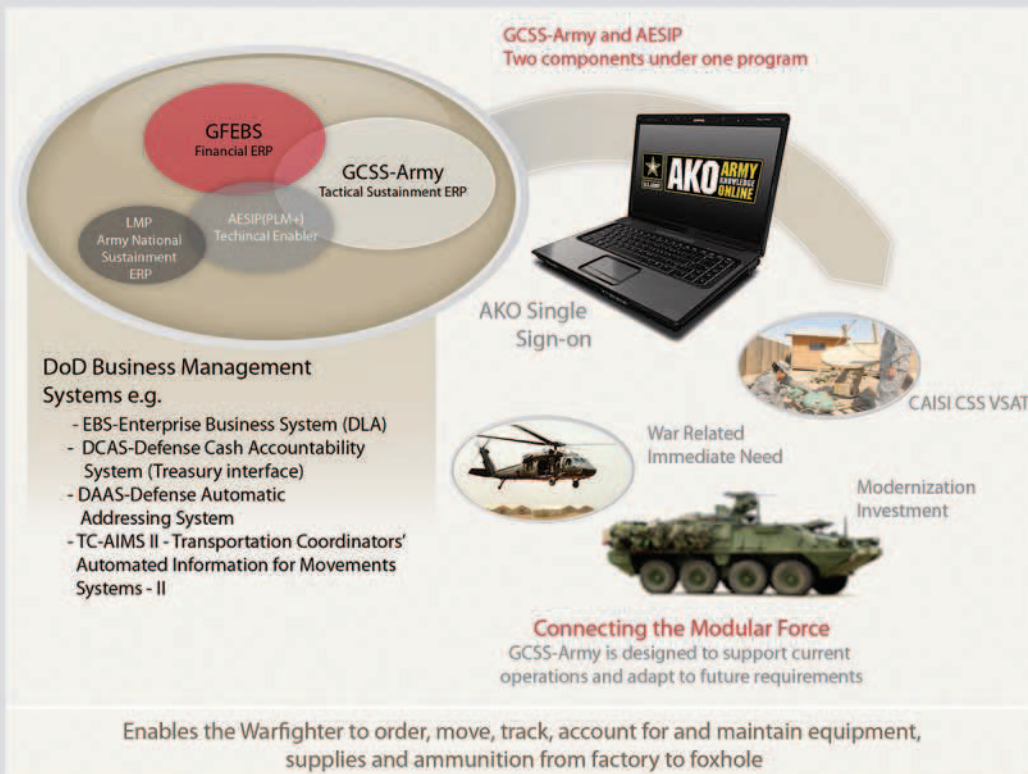 GCSS-Army and AESIP
Two components under one program
GFEBS
Financial ERP
GCSS-Army
Tactical Sustainment ERP
LMP
Army National
Sustainment
ERP
AESIP(PLM+)
Techincal Enabler
U.S.ARMY
AKO ARMY
KNOWLEDGE
ONLINE
AKO Single
Sign-on
DoD Business Management
Systems e.g.
- EBS-Enterprise Business System (DLA)
- DCAS-Defense Cash Accountability
System (Treasury interface)
- DAAS-Defense Automatic
Addressing System
- TC-AIMS II - Transportation Coordinators'
Automated Information for Movements
Systems - II
CAISI CSS VSAT
War Related
Immediate Need
Modernization
Investment
Connecting the Modular Force
GCSS-Army is designed to support current
operations and adapt to future requirements
Enables the Warfighter to order, move, track, account for and maintain equipment,
supplies and ammunition from factory to foxhole